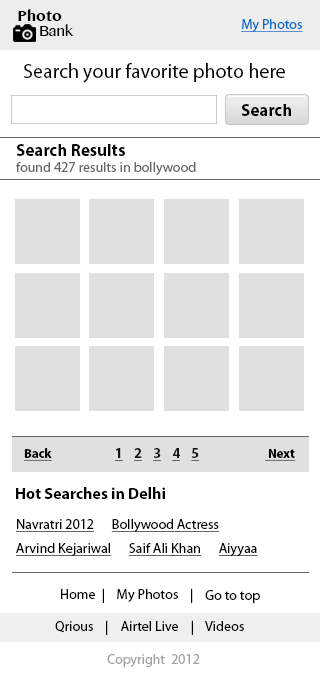 Photo
Bank
My Photos
Search your favorite photo here
Search
Search Results
found 427 results in bollywood
Back 1 2 3 4 5 Next
Hot Searches in Delhi
Navratri 2012 Bollywood Actress
Arvind Kejariwal Saif Ali Khan Aiyyaa
Home | My Photos | Go to top
Qrious | Airtel Live | Videos
Copyright 2012